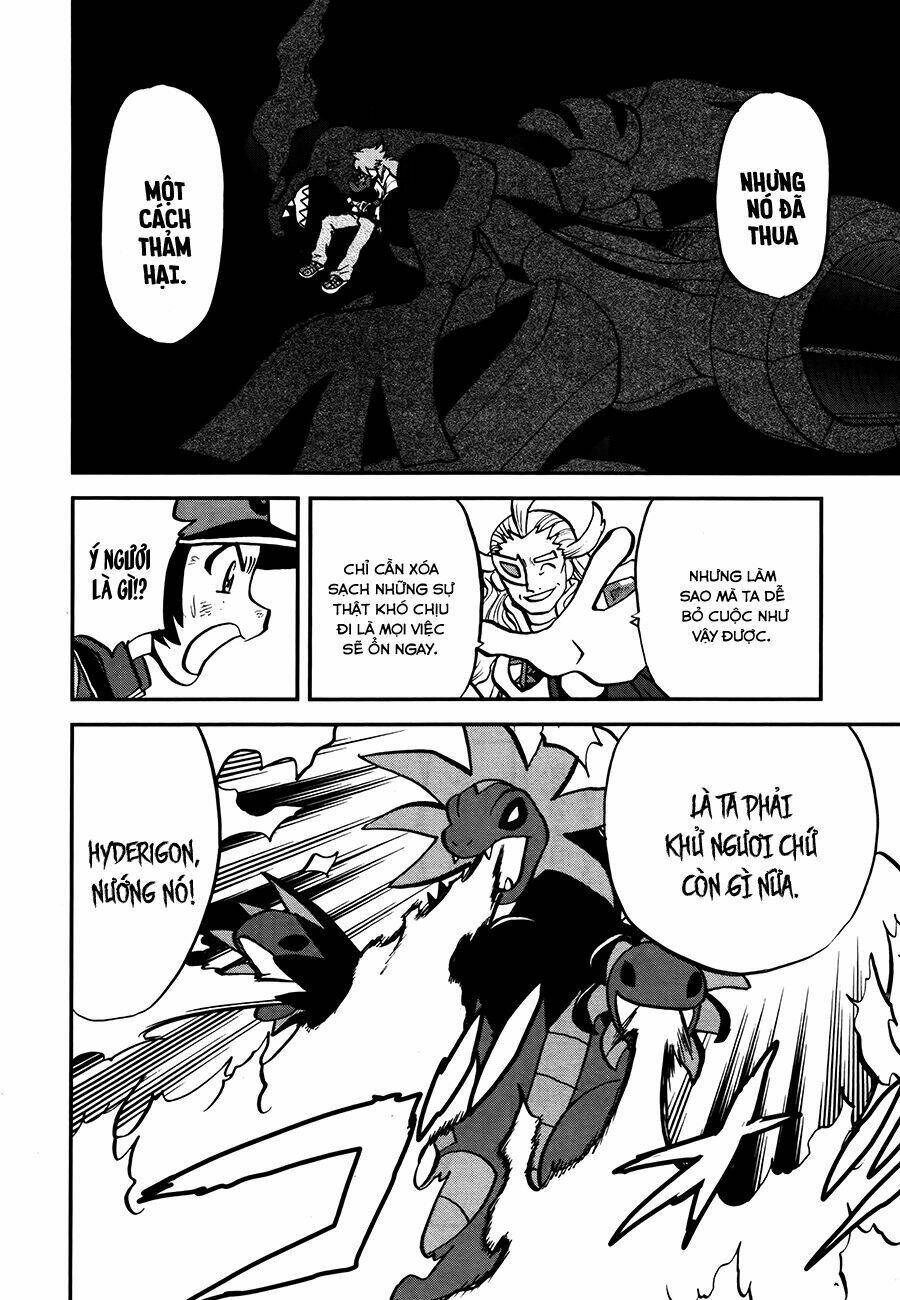 NHƯNG
NÓ ĐÃ
THUA
MỘT
CÁCH
THẢM
HẠI.
NHƯNG LÀM
SAO MÀ TA DỄ
BỎ CUỘC NHƯ
VẬY ĐƯỢC.
CHỈ CẦN XÓA
SẠCH NHỮNG SỰ
THẬT KHÓ CHỊU
ĐI LÀ MỌI VIỆC
SẼ ỔN NGAY.
Ý NGƯƠI
LÀ GÌ!?
LÀ TA PHẢI
KHỬ NGƯƠI CHỨ
CÒN GÌ NỮA.
HYDERIGON,
NƯỚNG NÓ!